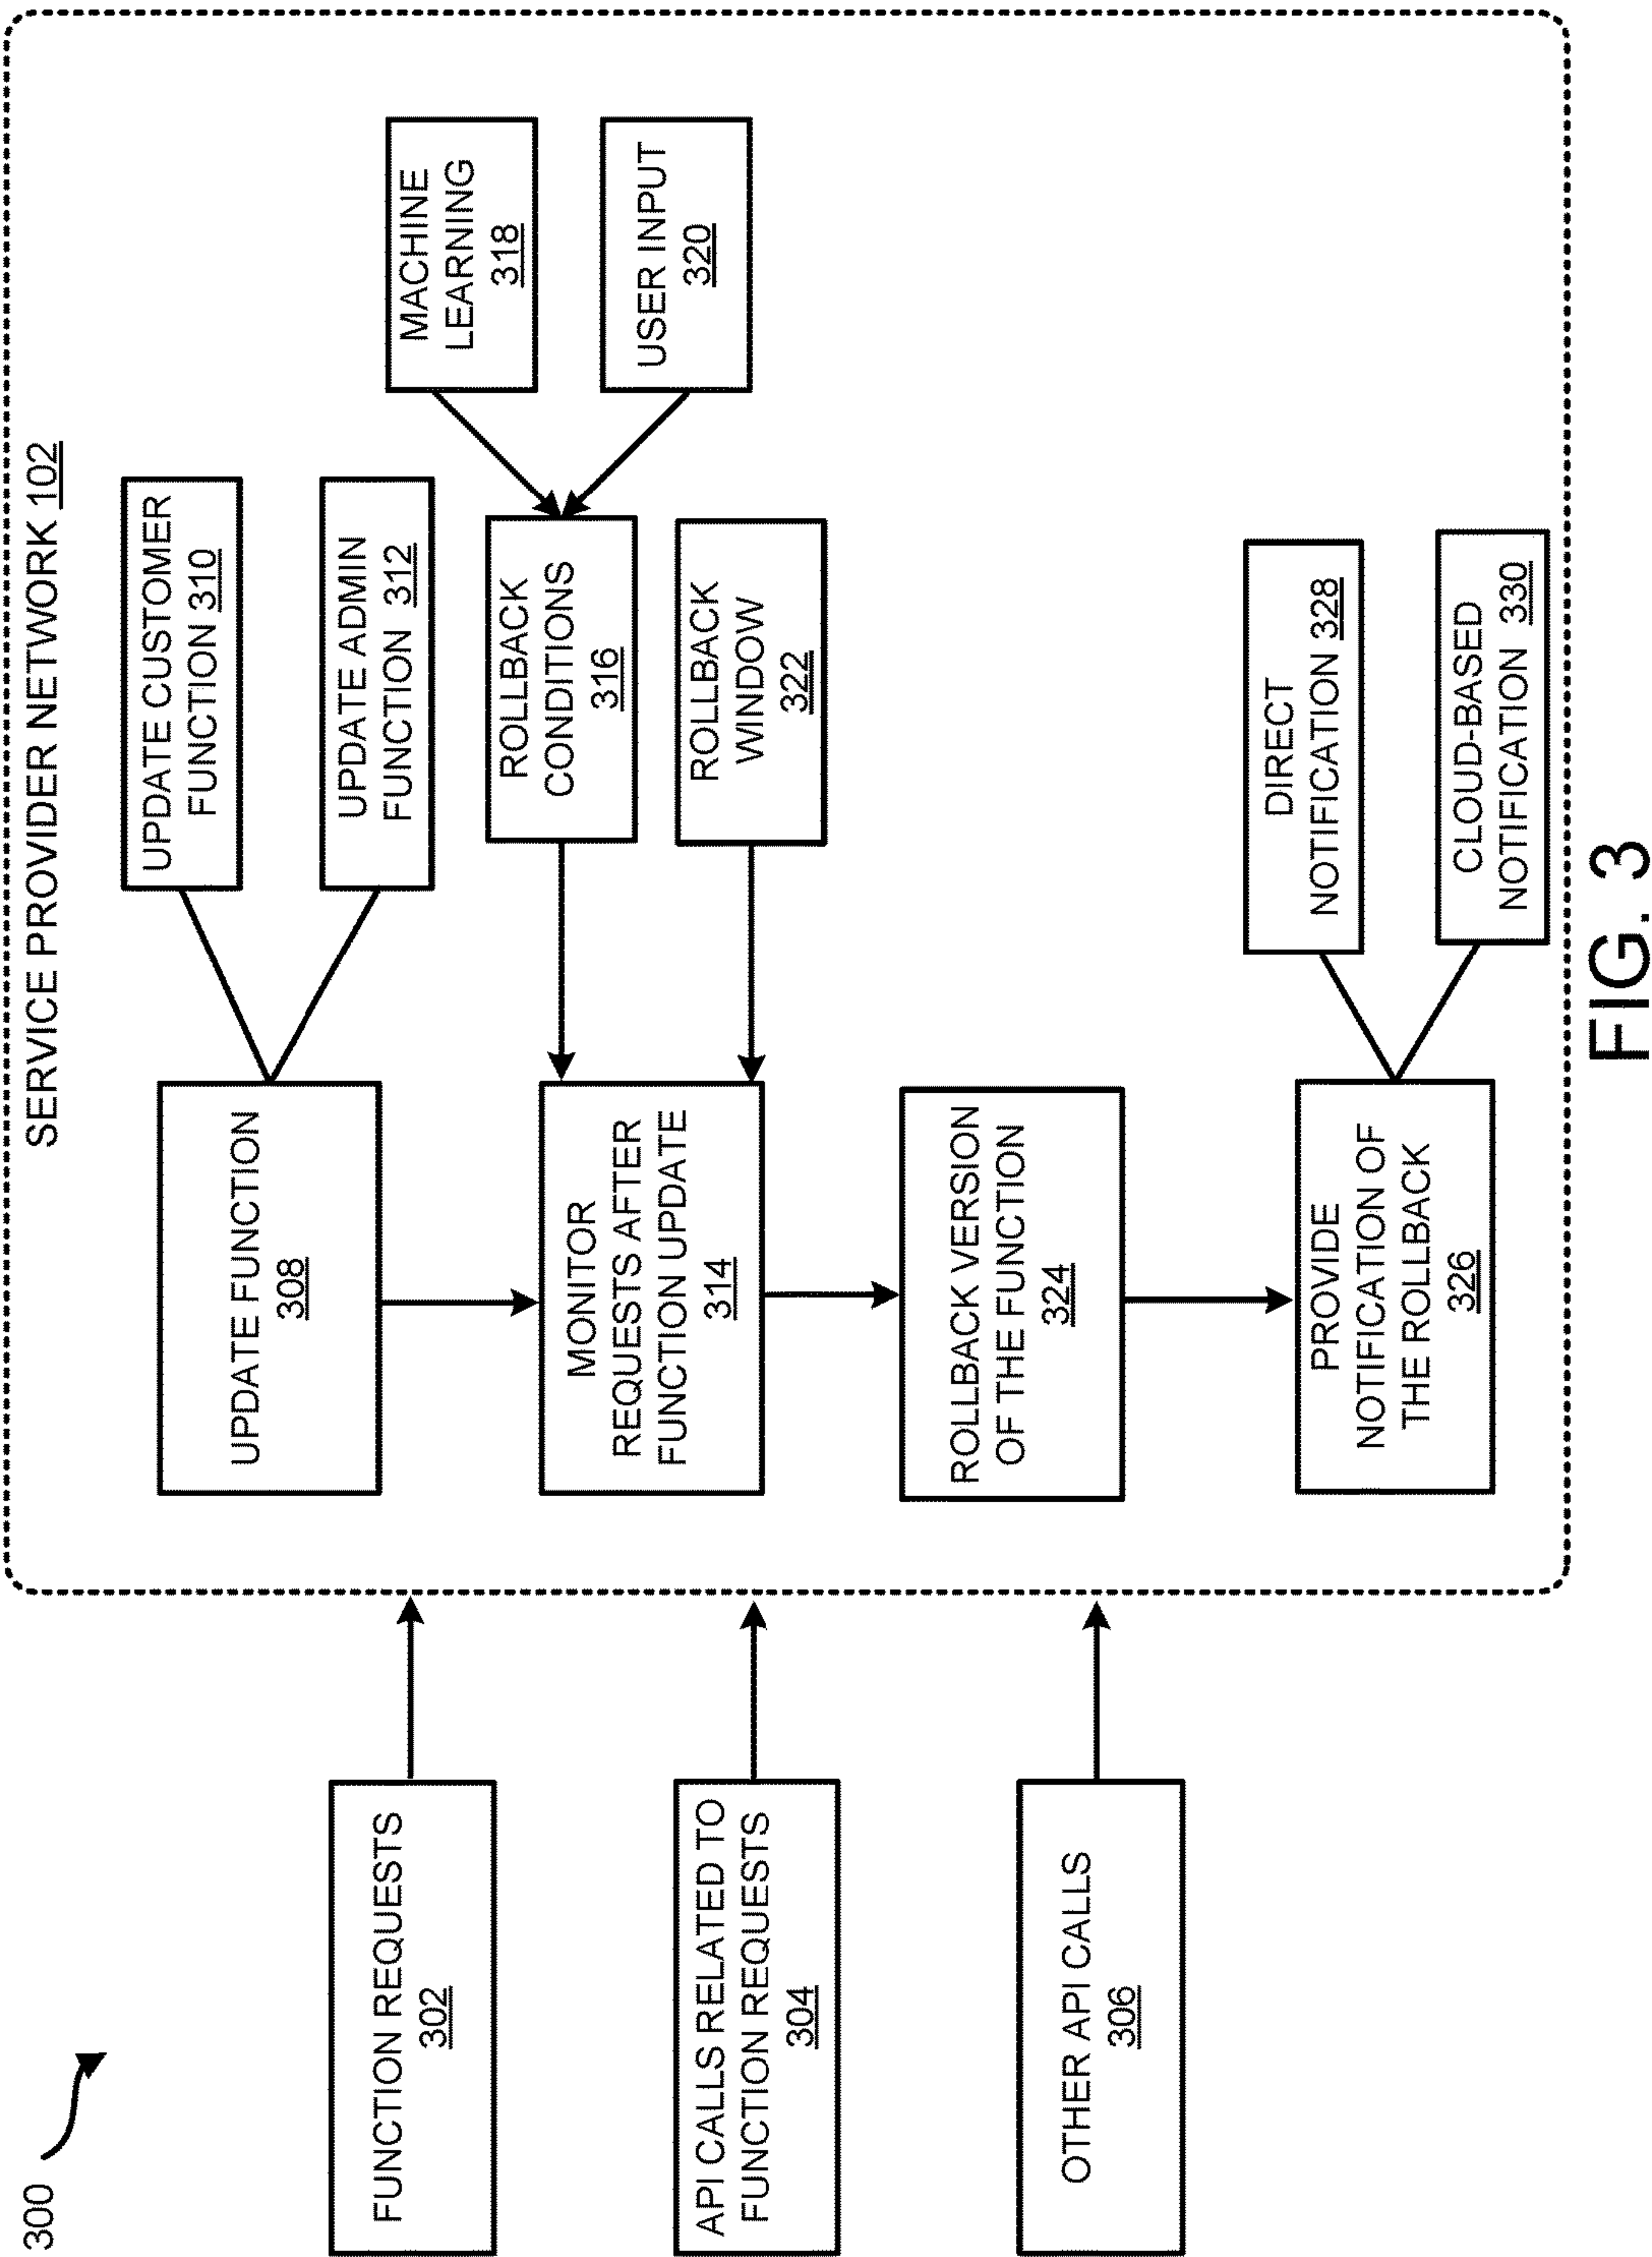 300
FUNCTION REQUESTS
302
API CALLS RELATED TO
FUNCTION REQUESTS
304
OTHER API CALLS
306
SERVICE PROVIDER NETWORK 102
UPDATE FUNCTION
308
UPDATE CUSTOMER
FUNCTION 310
UPDATE ADMIN
FUNCTION 312
MONITOR
REQUESTS AFTER
FUNCTION UPDATE
314
ROLLBACK
CONDITIONS
316
MACHINE
LEARNING
318
USER INPUT
320
ROLLBACK
WINDOW
322
ROLLBACK VERSION
OF THE FUNCTION
324
PROVIDE
NOTIFICATION OF
THE ROLLBACK
326
DIRECT
NOTIFICATION 328
CLOUD-BASED
NOTIFICATION 330
FIG. 3